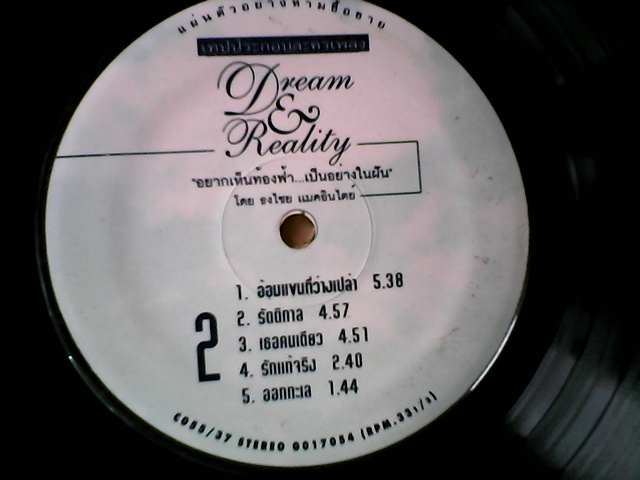 แผ่นตัวอย่างห้ามซื้อขาย
เทปประกอบละครเพลง
Dream
&
Reality
"อยากเห็นท้องฟ้า...เป็นอย่างในฝัน"
โดย ธงไชย แมคอินไตย์
2
1. อ้อมแขนที่ว่างเปล่า 5.38
2. รัตติกาล 4.57
3. เธอคนเดียว 4.51
4. รักแท้จริง 2.40
5. ออกทะเล 1.44
COSS/37 STEREO 0017054 (RPM.33 1/3)